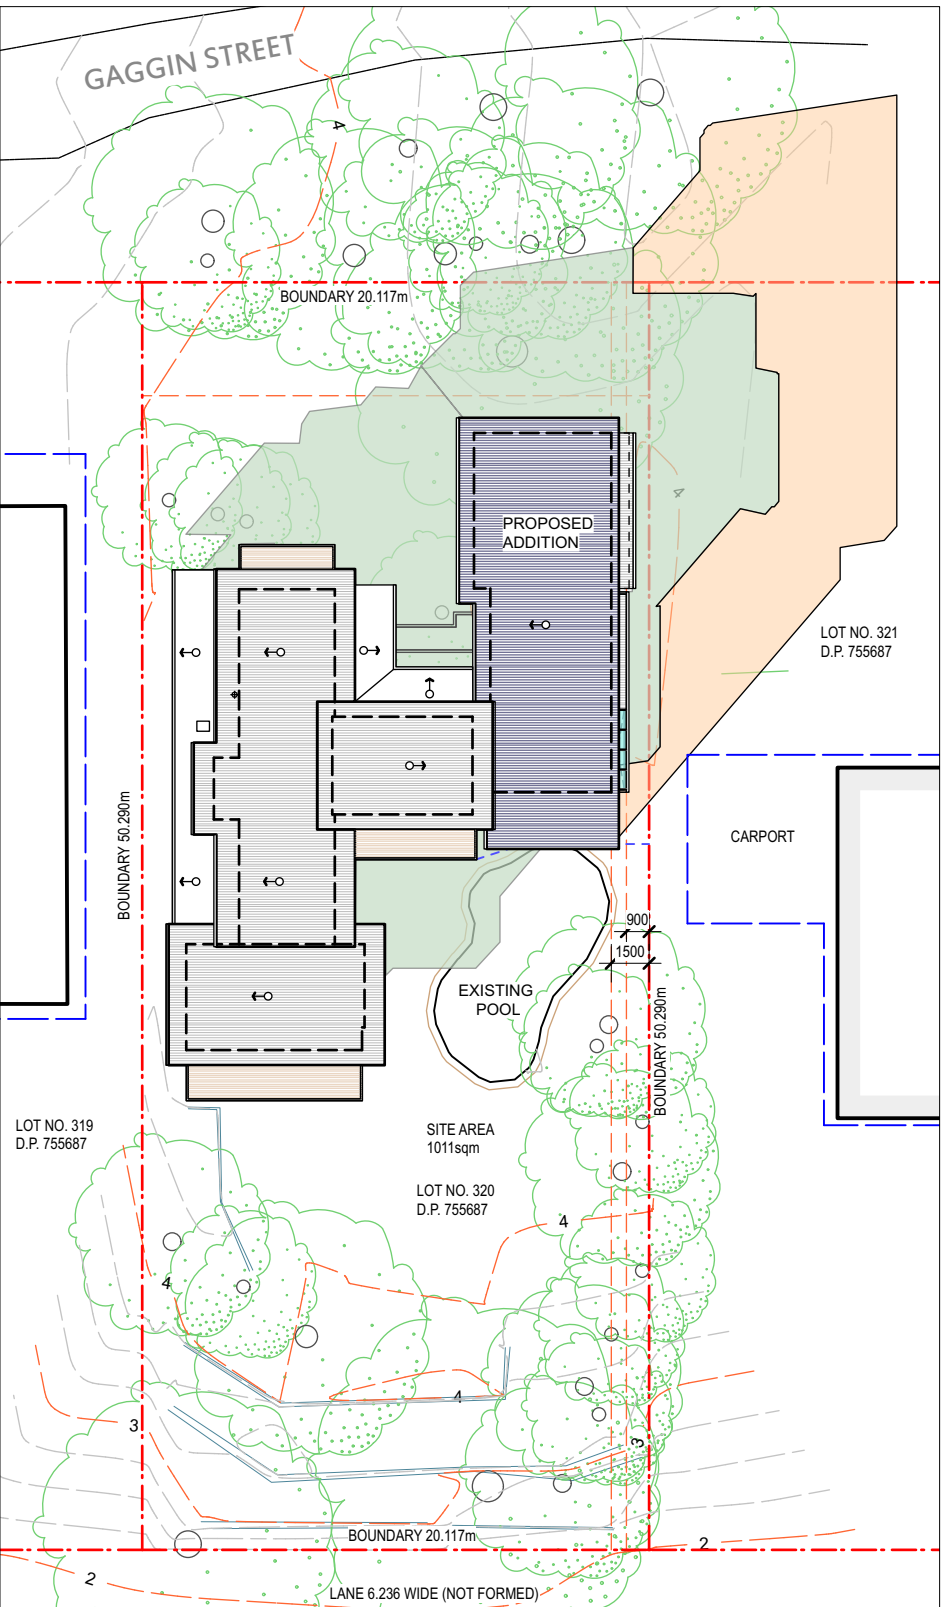 GAGGIN STREET
4
BOUNDARY 20.117m
4
PROPOSED
ADDITION
LOT NO. 321
D.P. 755687
BOUNDARY 50.290m
CARPORT
900
1500
EXISTING
POOL
BOUNDARY 50.290m
LOT NO. 319
D.P. 755687
SITE AREA
1011sqm
LOT NO. 320
D.P. 755687
4
4
4
3
3
BOUNDARY 20.117m
2
2
LANE 6.236 WIDE (NOT FORMED)